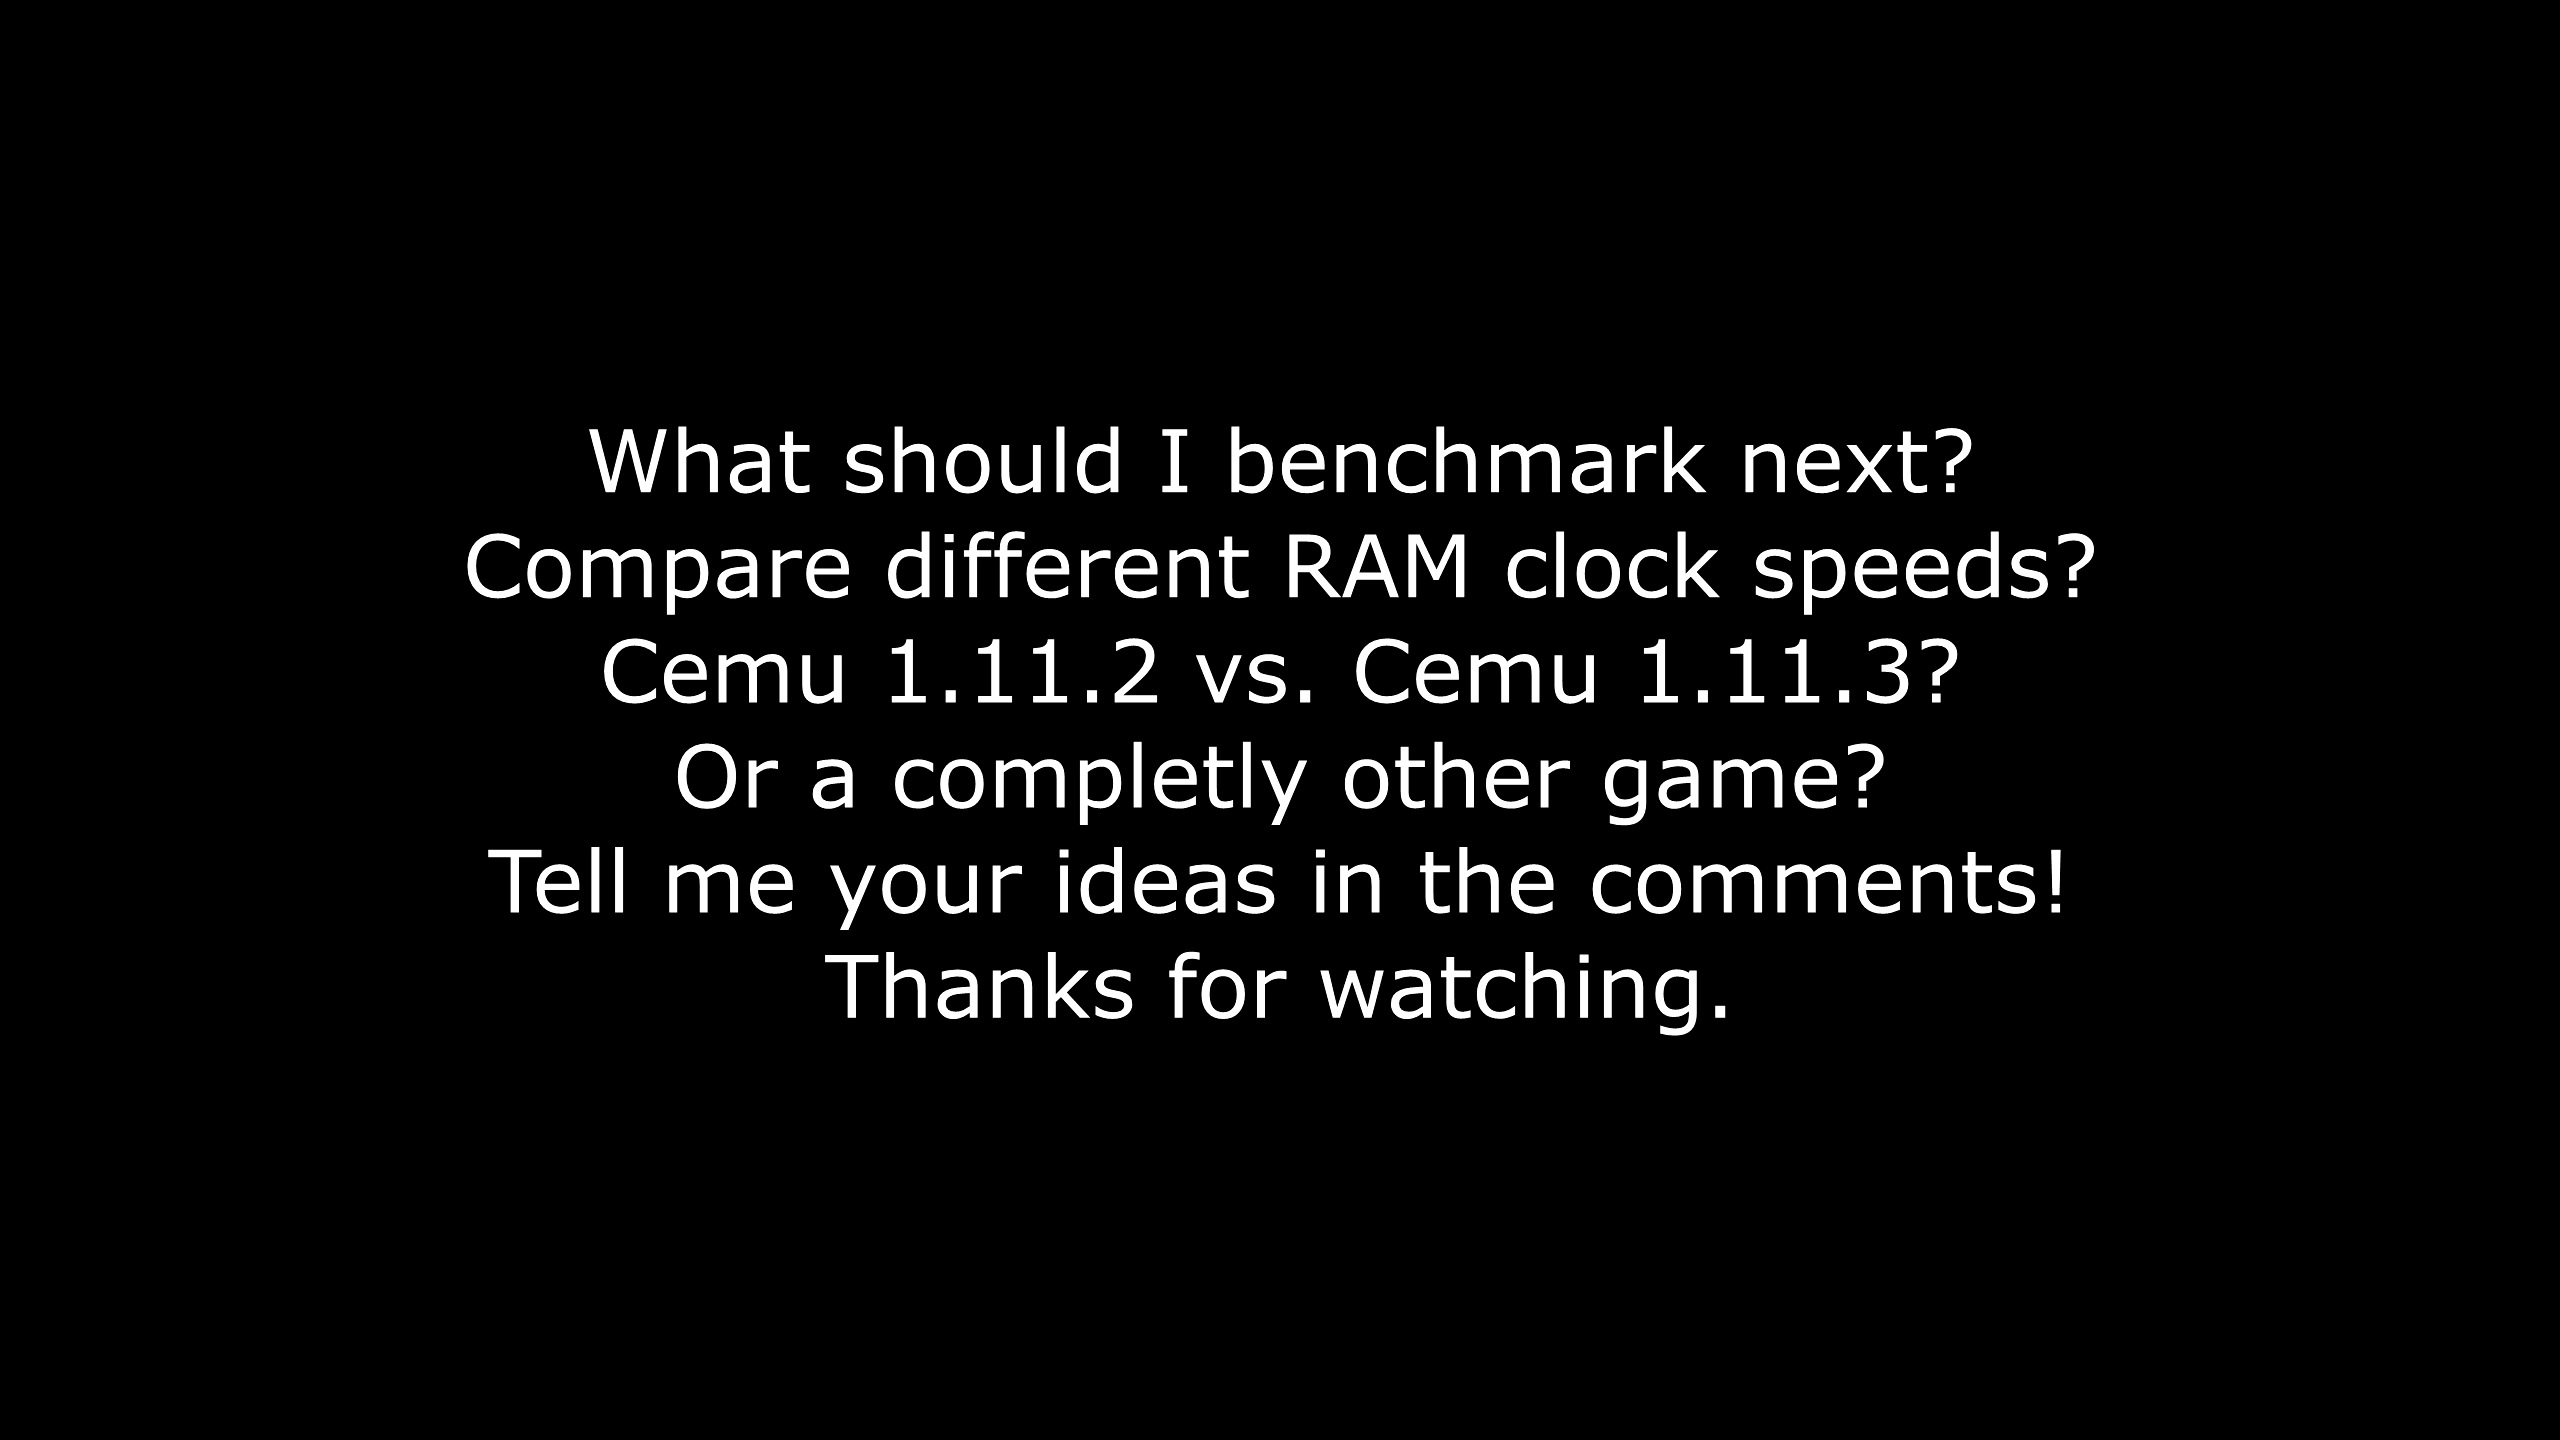 What should I benchmark next?
Compare different RAM clock speeds?
Cemu 1.11.2 vs. Cemu 1.11.3?
Or a completly other game?
Tell me your ideas in the comments!
Thanks for watching.